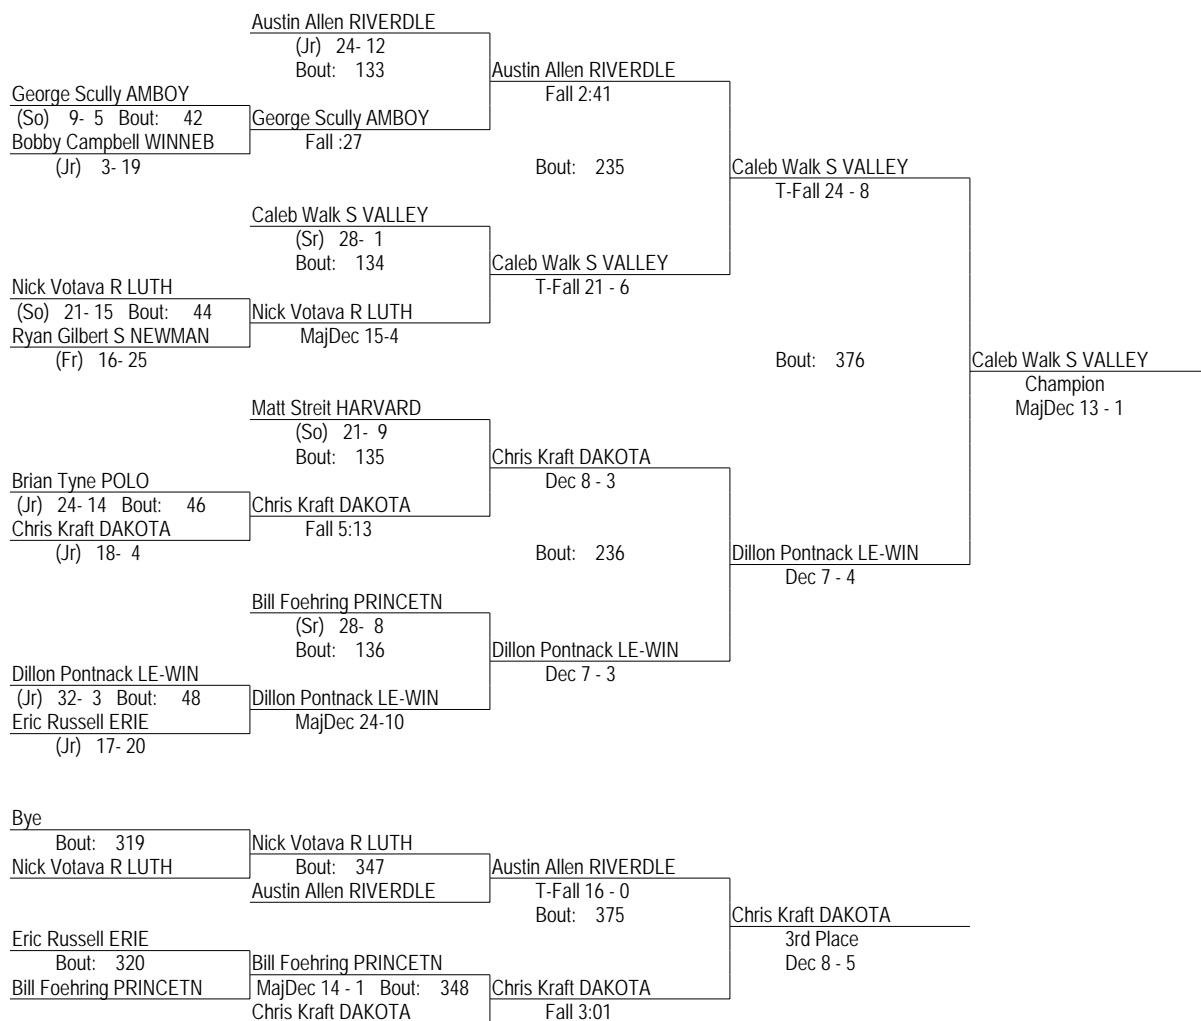 Austin Allen RIVERDLE
(Jr) 24- 12
Bout: 133
Austin Allen RIVERDLE
Fall 2:41
George Scully AMBOY
(So) 9- 5 Bout: 42
George Scully AMBOY
Bobby Campbell WINNEB
Fall :27
(Jr) 3- 19
Bout: 235
Caleb Walk S VALLEY
T-Fall 24 - 8
Caleb Walk S VALLEY
(Sr) 28- 1
Bout: 134
Caleb Walk S VALLEY
T-Fall 21 - 6
Nick Votava R LUTH
(So) 21- 15 Bout: 44
Nick Votava R LUTH
Ryan Gilbert S NEWMAN
MajDec 15-4
(Fr) 16- 25
Bout: 376
Caleb Walk S VALLEY
Champion
MajDec 13 - 1
Matt Streit HARVARD
(So) 21- 9
Bout: 135
Chris Kraft DAKOTA
Dec 8 - 3
Brian Tyne POLO
(Jr) 24- 14 Bout: 46
Chris Kraft DAKOTA
Chris Kraft DAKOTA
Fall 5:13
(Jr) 18- 4
Bout: 236
Dillon Pontnack LE-WIN
Dec 7 - 4
Bill Foehring PRINCETN
(Sr) 28- 8
Bout: 136
Dillon Pontnack LE-WIN
Dec 7 - 3
Dillon Pontnack LE-WIN
(Jr) 32- 3 Bout: 48
Dillon Pontnack LE-WIN
Eric Russell ERIE
MajDec 24-10
(Jr) 17- 20
Bye
Bout: 319
Nick Votava R LUTH
Nick Votava R LUTH
Bout: 347
Austin Allen RIVERDLE
Austin Allen RIVERDLE
T-Fall 16 - 0
Bout: 375
Chris Kraft DAKOTA
3rd Place
Dec 8 - 5
Eric Russell ERIE
Bout: 320
Bill Foehring PRINCETN
Bill Foehring PRINCETN
MajDec 14 - 1 Bout: 348
Chris Kraft DAKOTA
Chris Kraft DAKOTA
Fall 3:01